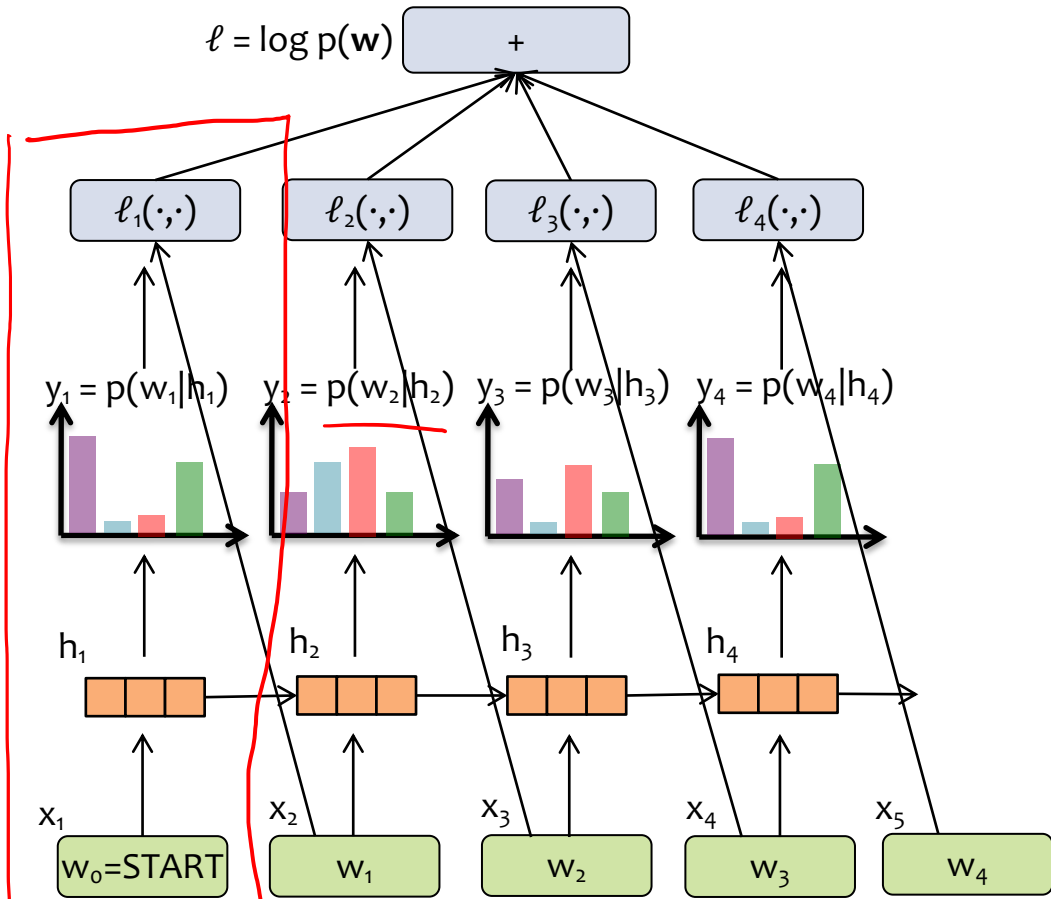 ℓ = log p(w) +
ℓ₁(·,·) ℓ₂(·,·) ℓ₃(·,·) ℓ₄(·,·)
y₁ = p(w₁|h₁) y₂ = p(w₂|h₂) y₃ = p(w₃|h₃) y₄ = p(w₄|h₄)
h₁ h₂ h₃ h₄
x₁ x₂ x₃ x₄ x₅
w₀=START w₁ w₂ w₃ w₄